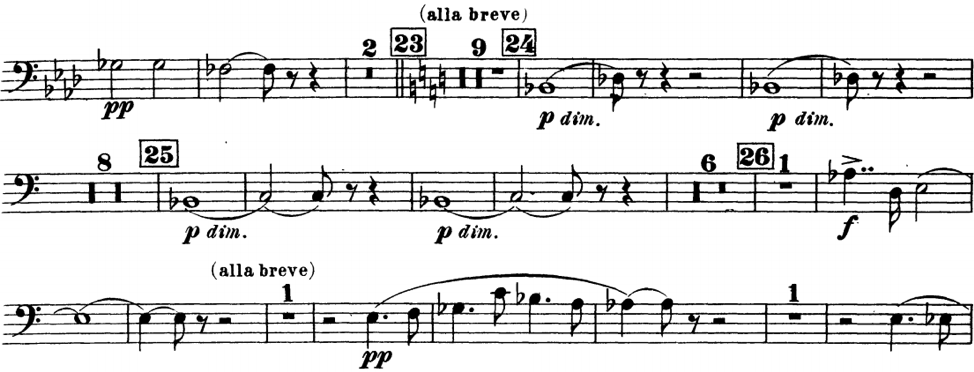 (alla breve)
2 23 9 24
pp p dim. p dim.
8 25 6 26 1
p dim. p dim. f
(alla breve)
1 1
pp